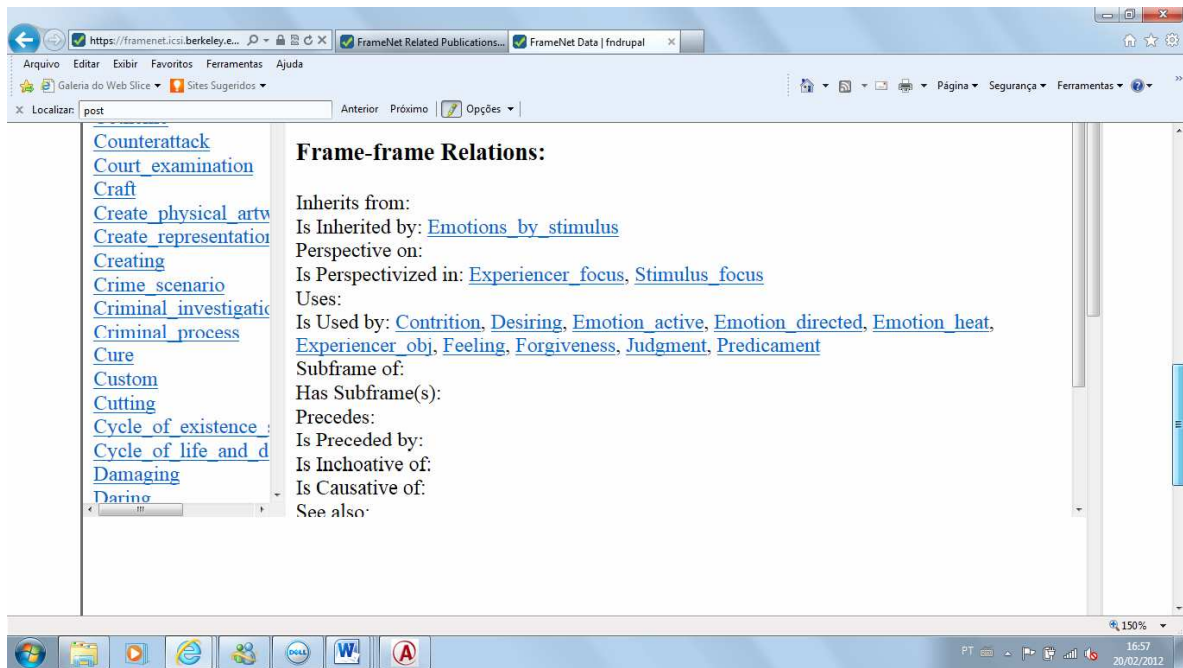 https://framenet.icsi.berkeley.e...
FrameNet Related Publications...
FrameNet Data | fndrupal
Arquivo Editar Exibir Favoritos Ferramentas Ajuda
Galeria do Web Slice Sites Sugeridos
Página Segurança Ferramentas
Localizar: post Anterior Próximo Opções
Counterattack
Court_examination
Craft
Create_physical_artw
Create_representation
Creating
Crime_scenario
Criminal_investigatic
Criminal_process
Cure
Custom
Cutting
Cycle_of_existence_
Cycle_of_life_and_d
Damaging
Daring
Frame-frame Relations:
Inherits from:
Is Inherited by: Emotions_by_stimulus
Perspective on:
Is Perspectivized in: Experiencer_focus, Stimulus_focus
Uses:
Is Used by: Contrition, Desiring, Emotion_active, Emotion_directed, Emotion_heat,
Experiencer_obj, Feeling, Forgiveness, Judgment, Predicament
Subframe of:
Has Subframe(s):
Precedes:
Is Preceded by:
Is Inchoative of:
Is Causative of:
See also:
150%
DELL
W
A
PT
16:57
20/02/2012